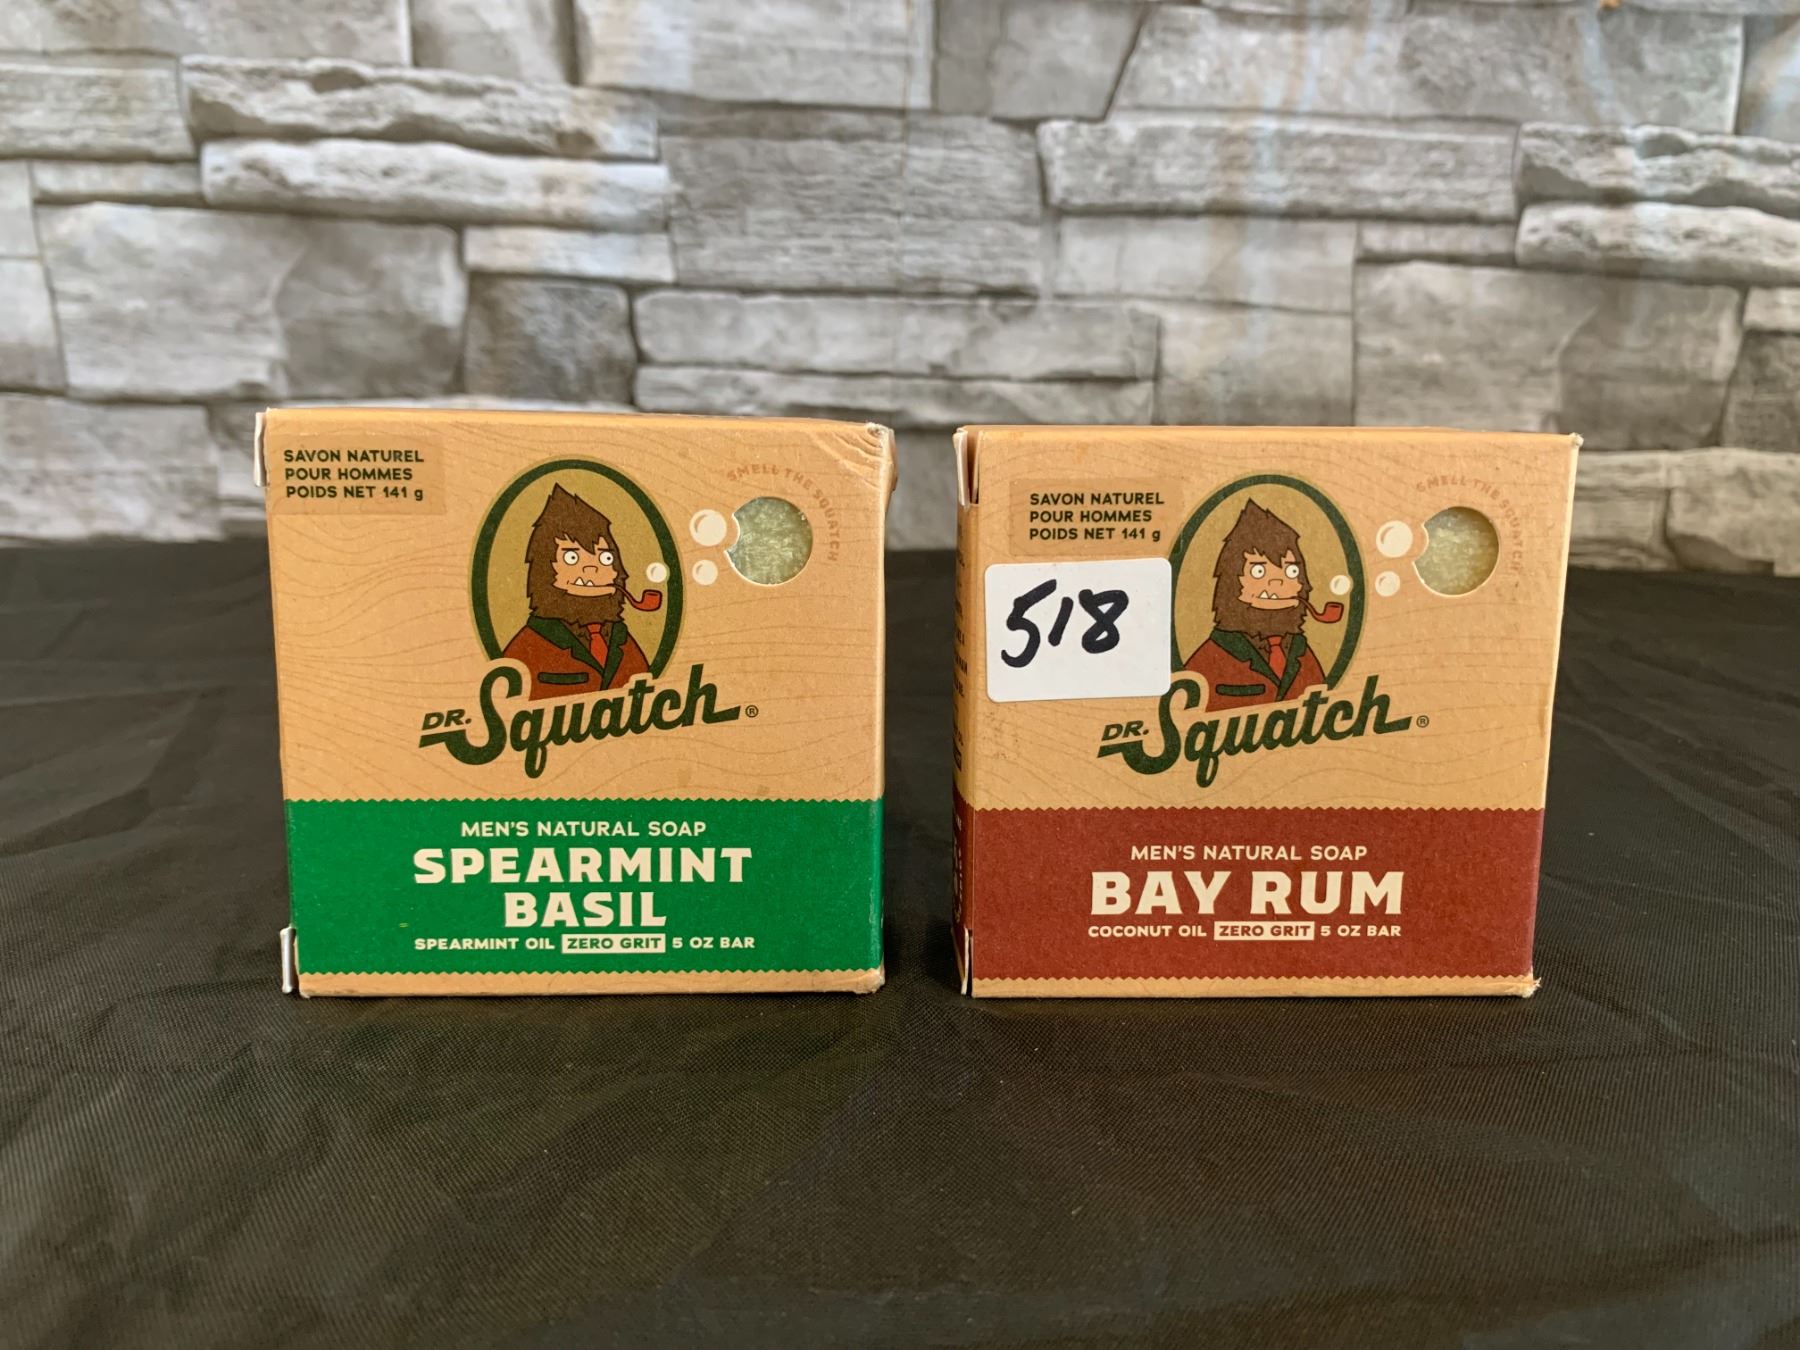 SAVON NATUREL
POUR HOMMES
POIDS NET 141 g
SMELL THE SQUATCH
DR. Squatch®
MEN'S NATURAL SOAP
SPEARMINT
BASIL
SPEARMINT OIL ZERO GRIT 5 OZ BAR
SAVON NATUREL
POUR HOMMES
POIDS NET 141 g
SMELL THE SQUATCH
518
DR. Squatch®
MEN'S NATURAL SOAP
BAY RUM
COCONUT OIL ZERO GRIT 5 OZ BAR